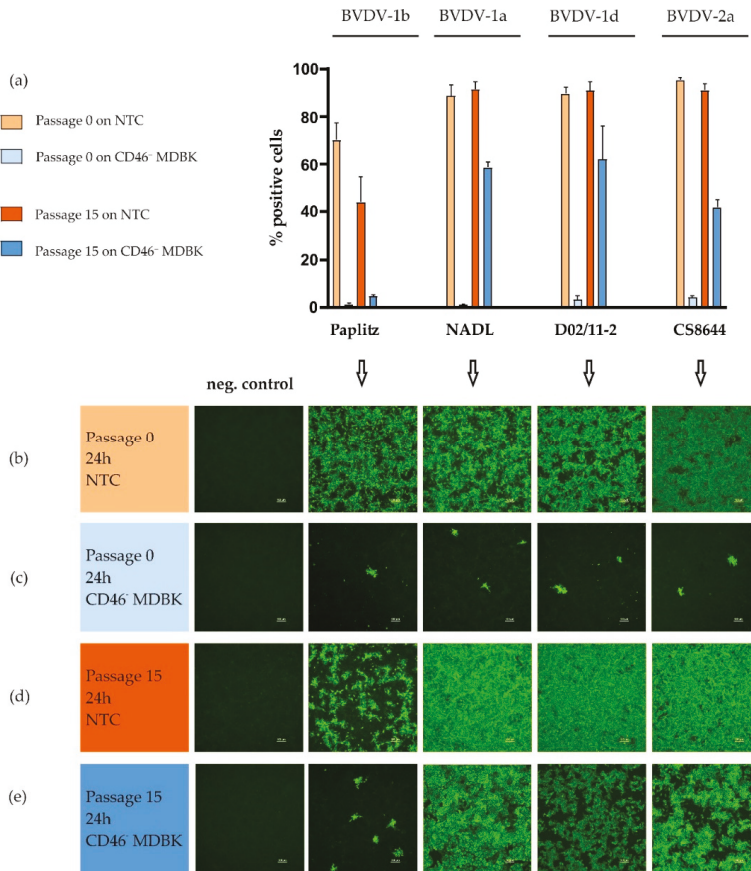 BVDV-1b BVDV-1a BVDV-1d BVDV-2a
(a)
Passage 0 on NTC
Passage 0 on CD46⁻ MDBK
Passage 15 on NTC
Passage 15 on CD46⁻ MDBK
% positive cells
100
80
60
40
20
0
Paplitz NADL D02/11-2 CS8644
neg. control
(b)
Passage 0
24h
NTC
(c)
Passage 0
24h
CD46⁻ MDBK
(d)
Passage 15
24h
NTC
(e)
Passage 15
24h
CD46⁻ MDBK